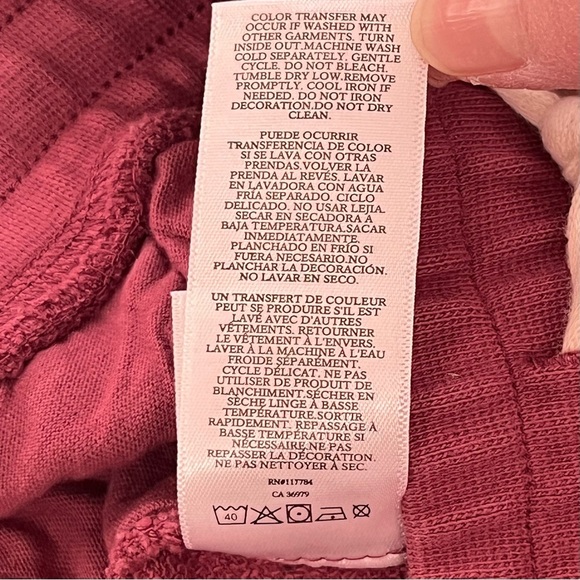 COLOR TRANSFER MAY
OCCUR IF WASHED WITH
OTHER GARMENTS. TURN
INSIDE OUT.MACHINE WASH
COLD SEPARATELY, GENTLE
CYCLE. DO NOT BLEACH.
TUMBLE DRY LOW.REMOVE
PROMPTLY. COOL IRON IF
NEEDED. DO NOT IRON
DECORATION.DO NOT DRY
CLEAN.
PUEDE OCURRIR
TRANSFERENCIA DE COLOR
SI SE LAVA CON OTRAS
PRENDAS.VOLVER LA
PRENDA AL REVÉS. LAVAR
EN LAVADORA CON AGUA
FRÍA SEPARADO. CICLO
DELICADO. NO USAR LEJIA.
SECAR EN SECADORA A
BAJA TEMPERATURA.SACAR
INMEDIATAMENTE.
PLANCHADO EN FRÍO SI
FUERA NECESARIO.NO
PLANCHAR LA DECORACIÓN.
NO LAVAR EN SECO.
UN TRANSFERT DE COULEUR
PEUT SE PRODUIRE S'IL EST
LAVÉ AVEC D'AUTRES
VÊTEMENTS. RETOURNER
LE VÊTEMENT À L'ENVERS.
LAVER À LA MACHINE À L'EAU
FROIDE SÉPARÉMENT.
CYCLE DÉLICAT. NE PAS
UTILISER DE PRODUIT DE
BLANCHIMENT.SÉCHER EN
SÈCHE LINGE À BASSE
TEMPÉRATURE.SORTIR
RAPIDEMENT. REPASSAGE À
BASSE TEMPÉRATURE SI
NÉCESSAIRE.NE PAS
REPASSER LA DÉCORATION.
NE PAS NETTOYER À SEC.
RN#117784
CA 36979
40